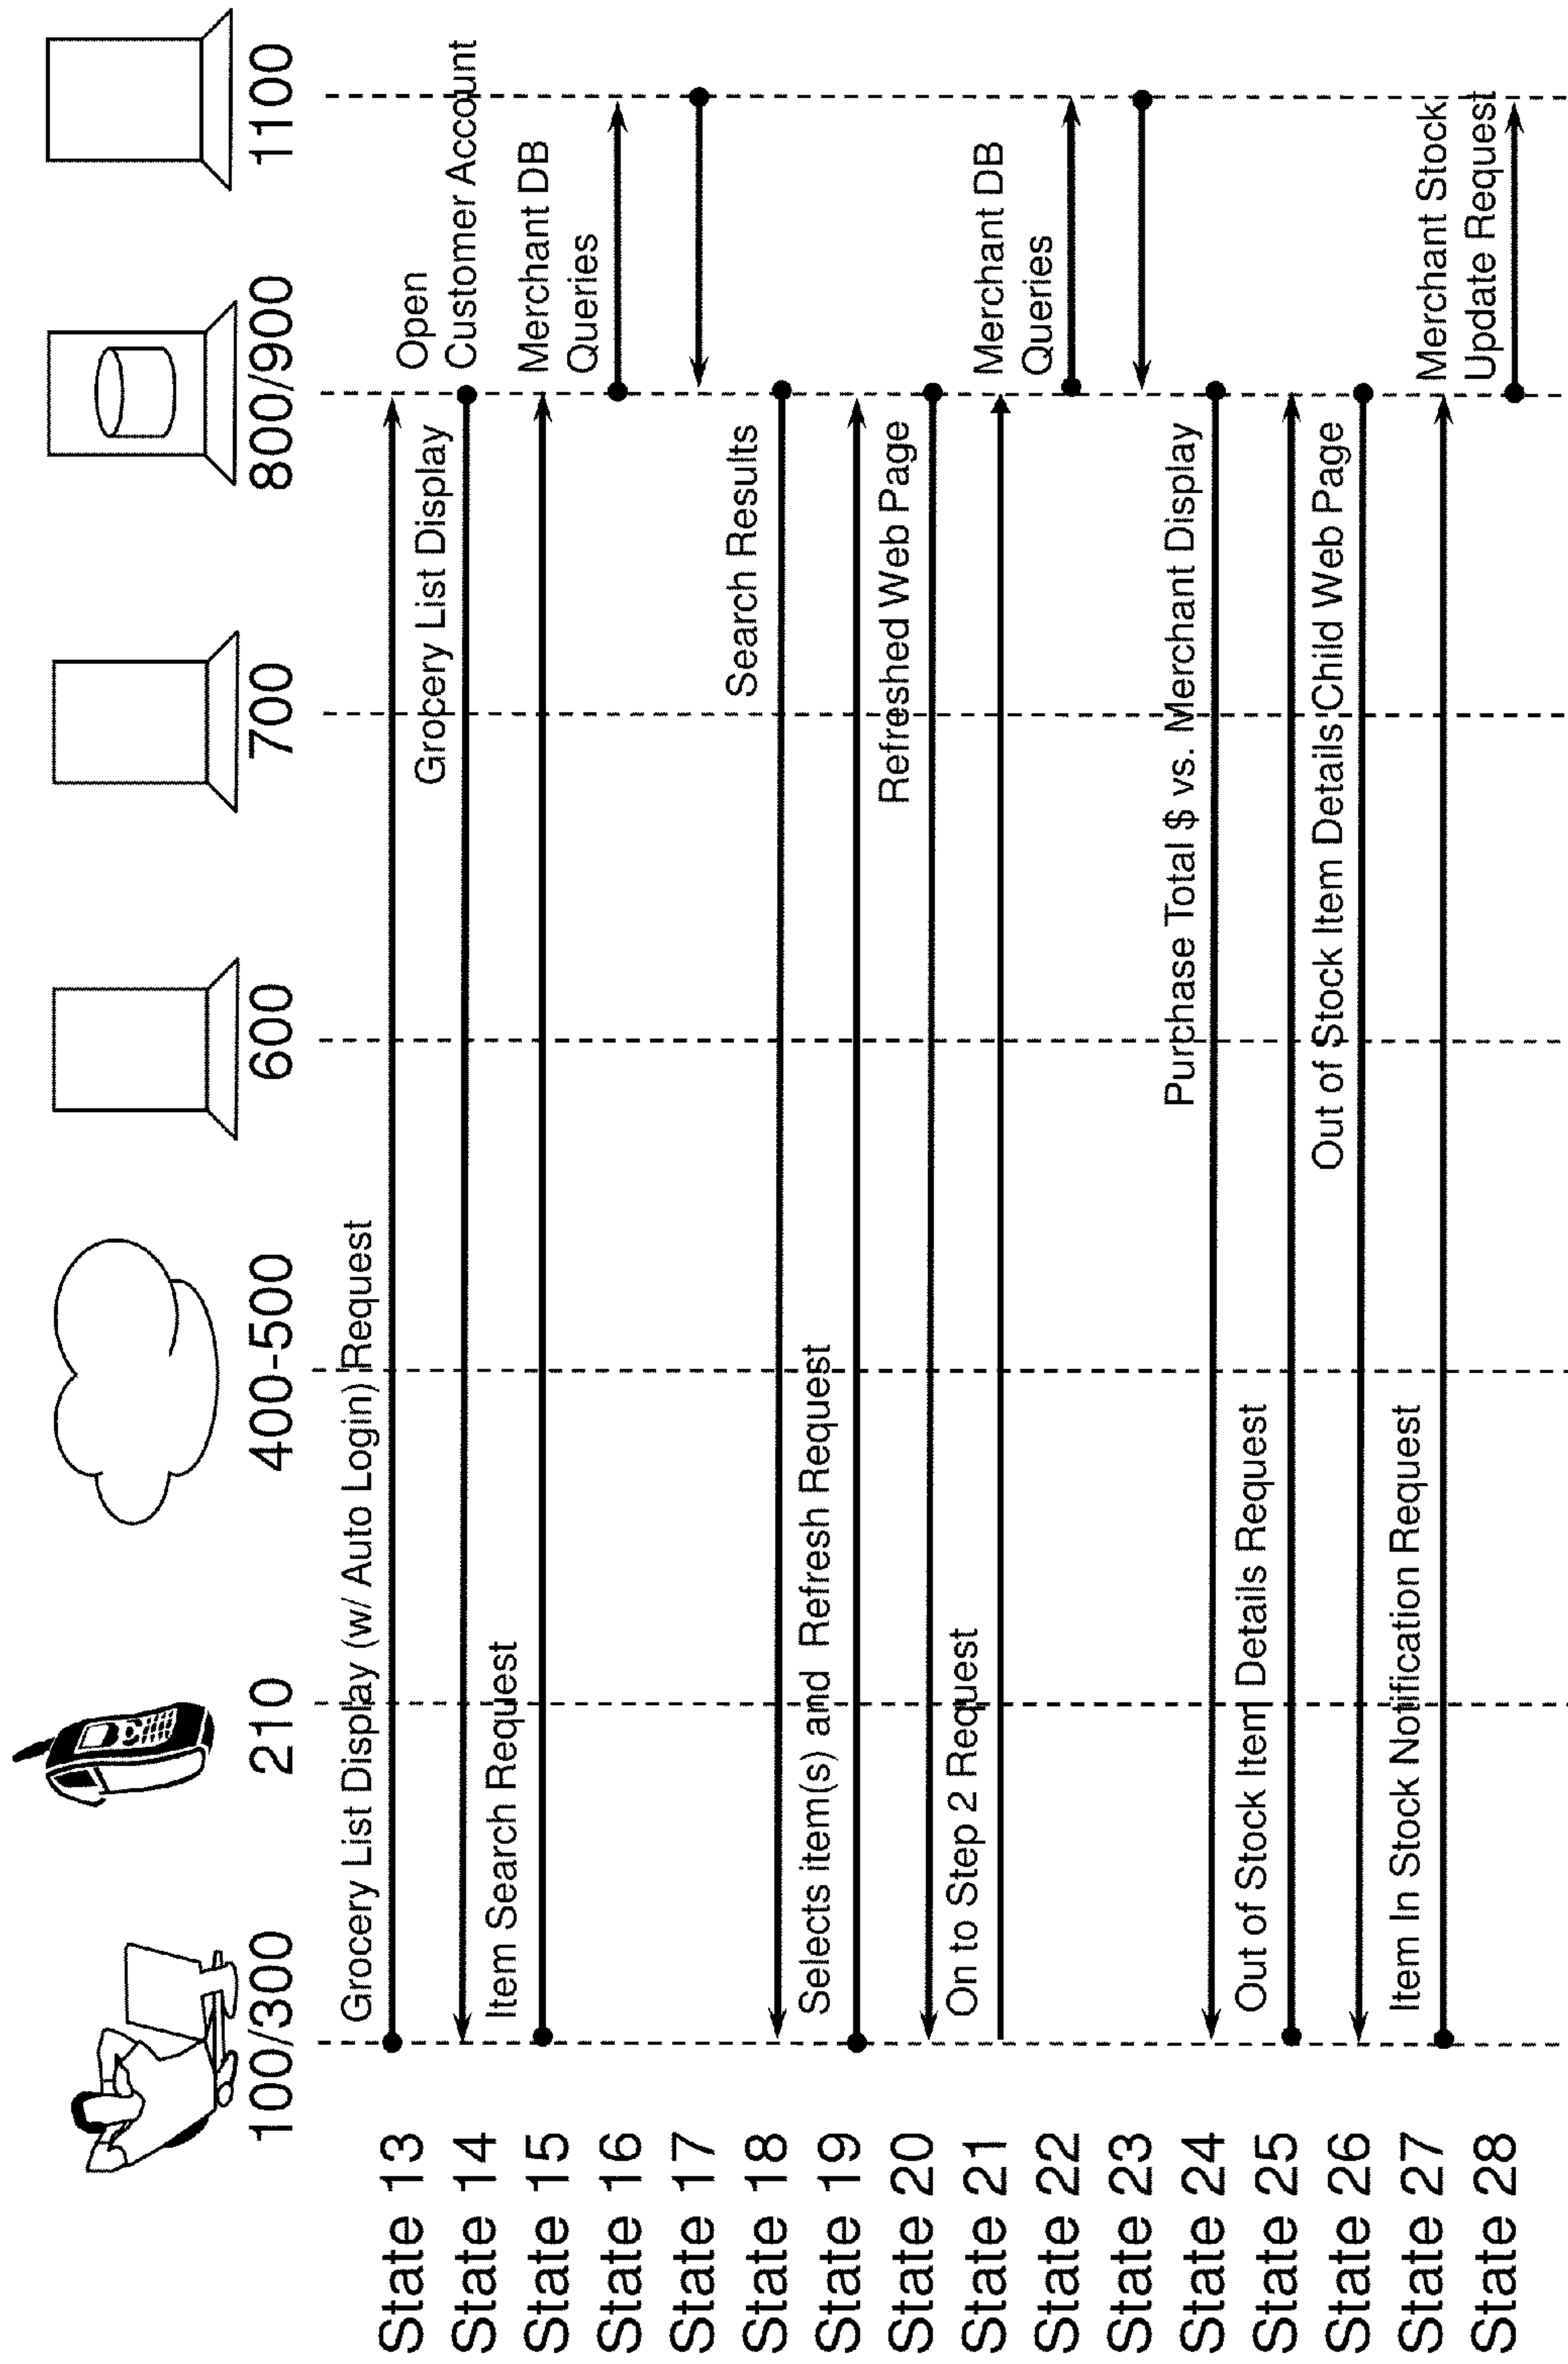 100/300
210
400-500
600
700
800/900
1100
State 13
Grocery List Display (w/ Auto Login) Request
Open
Customer Account
State 14
Grocery List Display
State 15
Item Search Request
Merchant DB
Queries
State 16
State 17
State 18
Search Results
State 19
Selects item(s) and Refresh Request
State 20
Refreshed Web Page
State 21
On to Step 2 Request
Merchant DB
Queries
State 22
State 23
State 24
Purchase Total $ vs. Merchant Display
State 25
Out of Stock Item Details Request
State 26
Out of Stock Item Details Child Web Page
State 27
Item In Stock Notification Request
Merchant Stock
Update Request
State 28